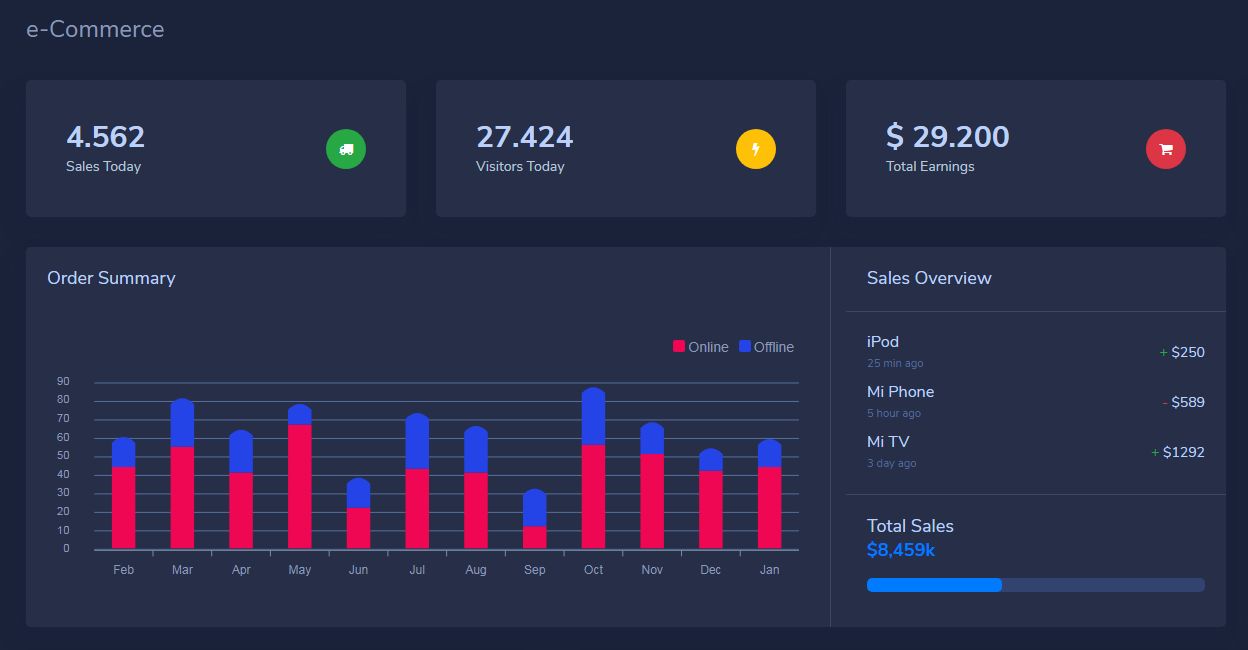 e-Commerce
4.562
Sales Today
27.424
Visitors Today
$ 29.200
Total Earnings
Order Summary
Online Offline
90
80
70
60
50
40
30
20
10
0
Feb Mar Apr May Jun Jul Aug Sep Oct Nov Dec Jan
Sales Overview
iPod
25 min ago
+ $250
Mi Phone
5 hour ago
- $589
Mi TV
3 day ago
+ $1292
Total Sales
$8,459k